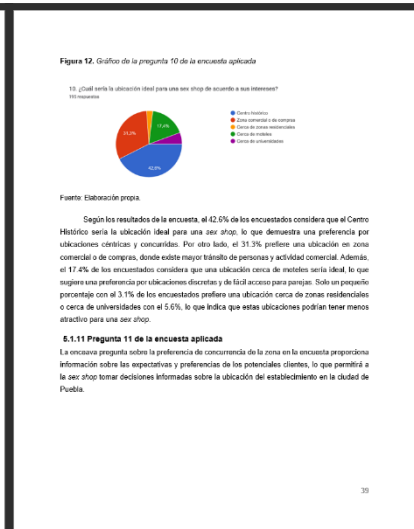 Figura 12. Gráfico de la pregunta 10 de la encuesta aplicada
10. ¿Cuál sería la ubicación ideal para una sex shop de acuerdo a sus intereses?
respuestas
Centro histórico
Zona comercial o de compras
Cerca de zonas residenciales
Cerca de moteles
Cerca de universidades
17,4%
31,3%
42,6%
Fuente: Elaboración propia.
Según los resultados de la encuesta, el 42.6% de los encuestados considera que el Centro
Histórico sería la ubicación ideal para una sex shop, lo que demuestra una preferencia por
ubicaciones céntricas y concurridas. Por otro lado, el 31.3% prefiere una ubicación en zona
comercial o de compras, donde existe mayor tránsito de personas y actividad comercial. Además,
el 17.4% de los encuestados considera que una ubicación cerca de moteles sería ideal, lo que
sugiere una preferencia por ubicaciones discretas y de fácil acceso para parejas. Solo un pequeño
porcentaje con el 3.1% de los encuestados prefiere una ubicación cerca de zonas residenciales
o cerca de universidades con el 5.6%, lo que indica que estas ubicaciones podrían tener menos
atractivo para una sex shop.
5.1.11 Pregunta 11 de la encuesta aplicada
La onceava pregunta sobre la preferencia de concurrencia de la zona en la encuesta proporciona
información sobre las expectativas y preferencias de los potenciales clientes, lo que permitirá a
la sex shop tomar decisiones informadas sobre la ubicación del establecimiento en la ciudad de
Puebla.
39